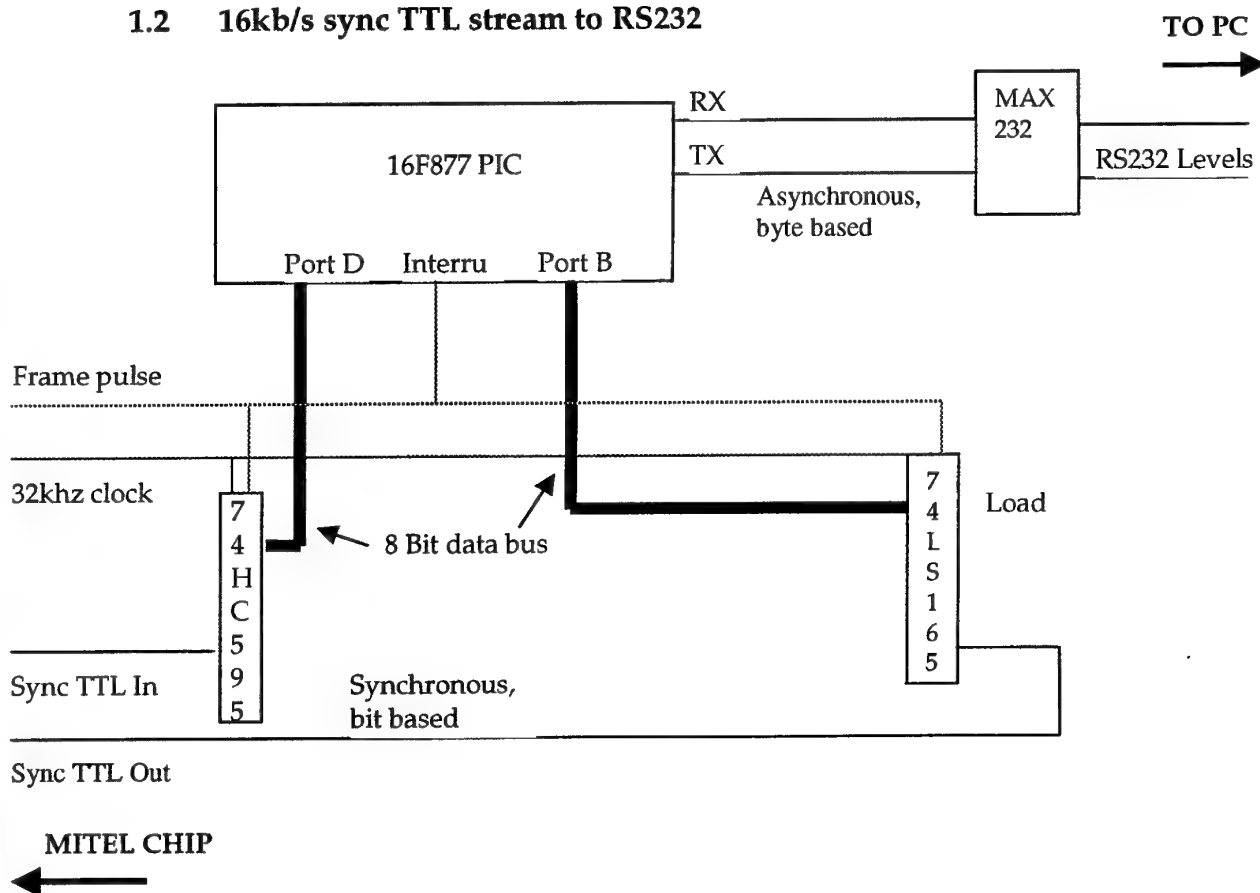 1.2 16kb/s sync TTL stream to RS232
TO PC
RX
MAX
232
16F877 PIC
TX
RS232 Levels
Asynchronous,
byte based
Port D Interru Port B
Frame pulse
32khz clock
7
4
H
C
5
9
5
8 Bit data bus
7
4
L
S
1
6
5
Load
Sync TTL In
Synchronous,
bit based
Sync TTL Out
MITEL CHIP